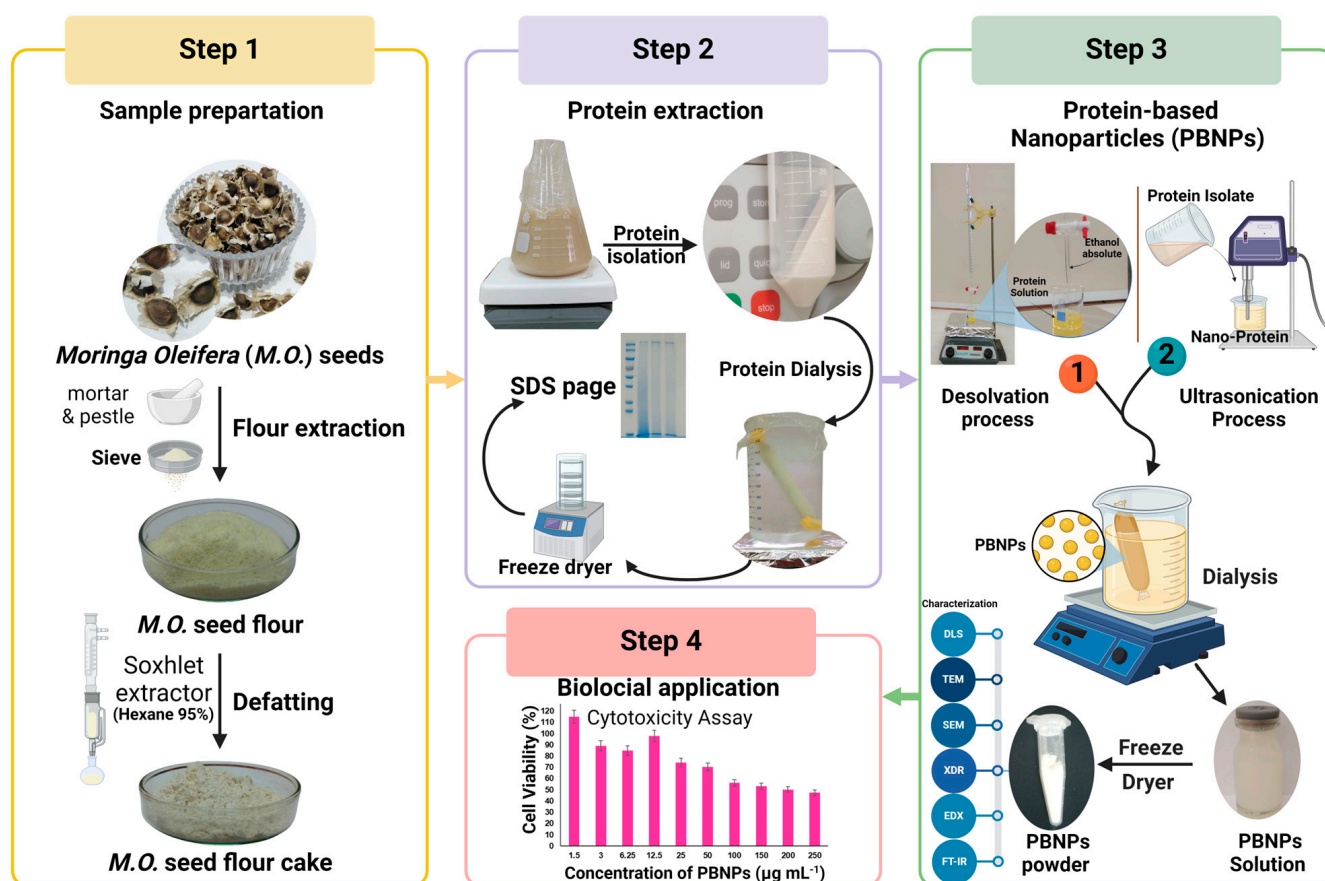 Step 1
Sample prepartation
Moringa Oleifera (M.O.) seeds
mortar
& pestle
Flour extraction
Sieve
M.O. seed flour
Soxhlet
extractor
(Hexane 95%)
Defatting
M.O. seed flour cake
Step 2
Protein extraction
Protein
isolation
prog
store
lid
quick
stop
Protein Dialysis
SDS page
Freeze dryer
Step 3
Protein-based
Nanoparticles (PBNPs)
Ethanol
absolute
Protein
Solution
Protein Isolate
Nano-Protein
1
2
Desolvation
process
Ultrasonication
Process
PBNPs
Dialysis
Characterization
DLS
TEM
SEM
XDR
EDX
FT-IR
Freeze
Dryer
PBNPs
powder
PBNPs
Solution
Step 4
Biolocial application
Cytotoxicity Assay
Cell Viability (%)
120
110
100
90
80
70
60
50
40
30
20
10
0
1.5 3 6.25 12.5 25 50 100 150 200 250
Concentration of PBNPs (µg mL⁻¹)